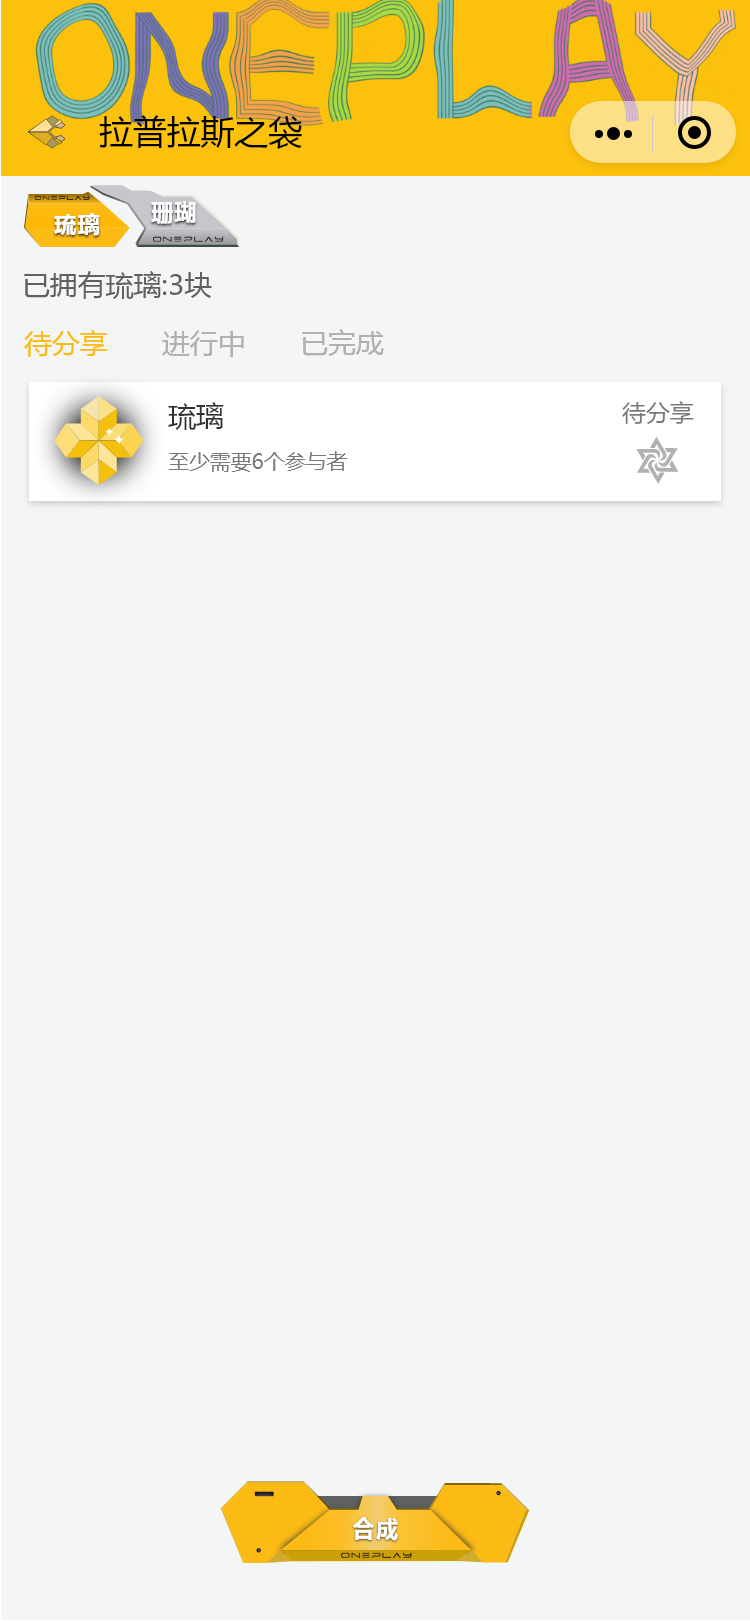 ONEPLAY
拉普拉斯之袋
ONEPLAY
琉璃
珊瑚
ONEPLAY
已拥有琉璃:3块
待分享 进行中 已完成
琉璃
待分享
至少需要6个参与者
合成
ONEPLAY